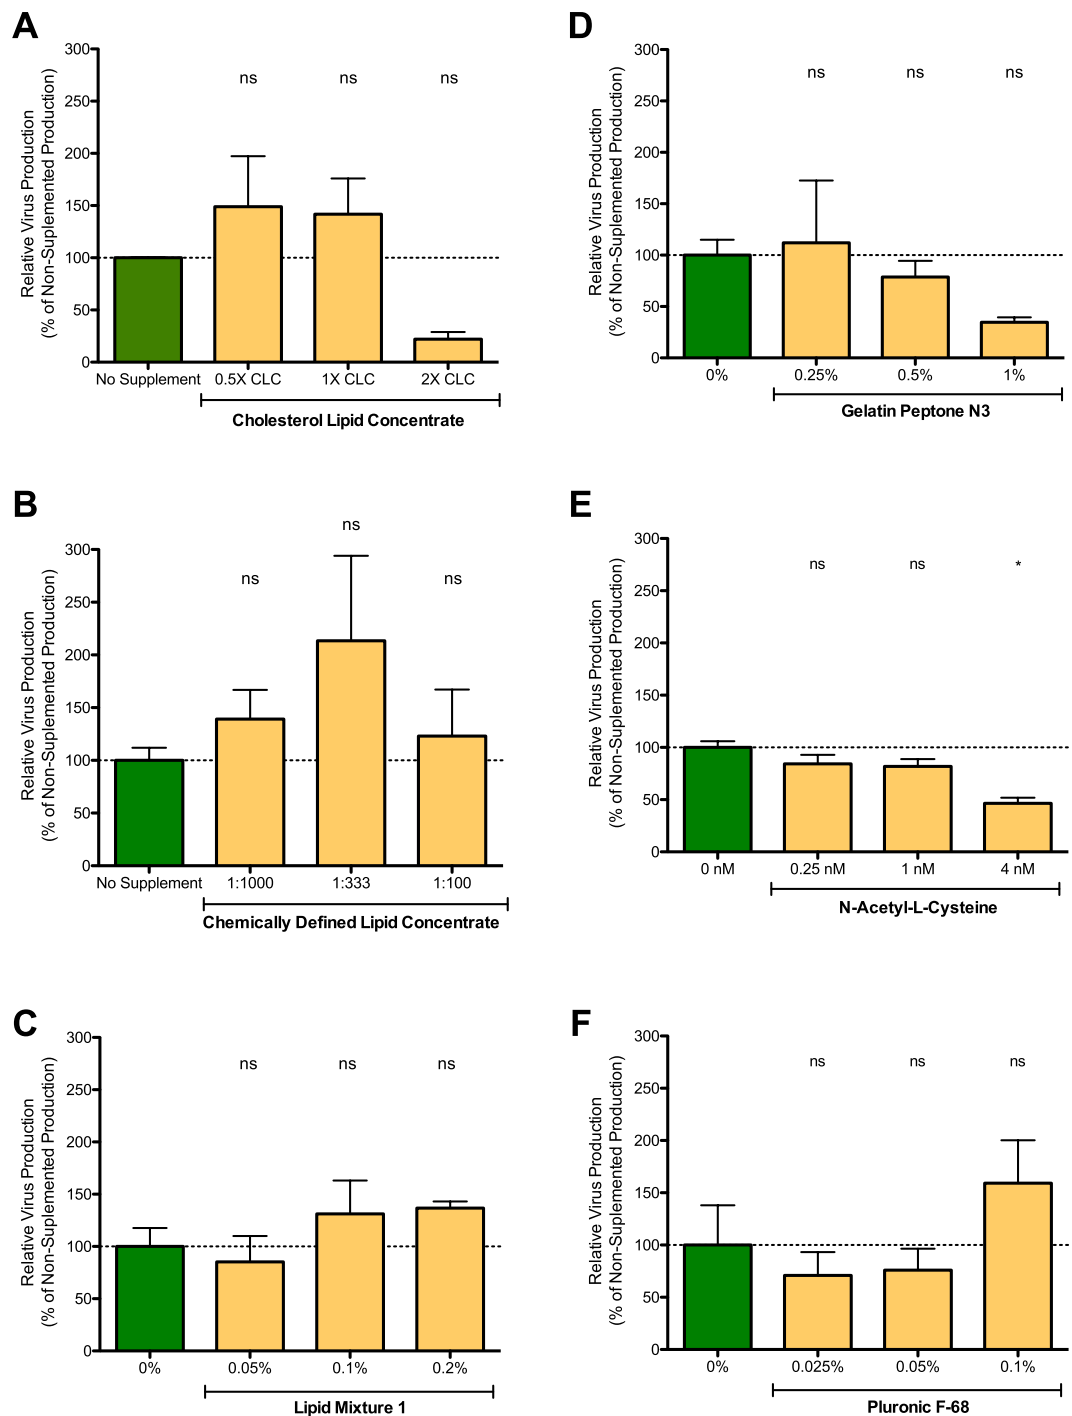 A
Relative Virus Production
(% of Non-Suplemented Production)
300
250
200
150
100
50
0
ns ns ns
No Supplement 0.5X CLC 1X CLC 2X CLC
Cholesterol Lipid Concentrate
D
Relative Virus Production
(% of Non-Suplemented Production)
300
250
200
150
100
50
0
ns ns ns
0% 0.25% 0.5% 1%
Gelatin Peptone N3
B
Relative Virus Production
(% of Non-Suplemented Production)
300
250
200
150
100
50
0
ns ns ns
No Supplement 1:1000 1:333 1:100
Chemically Defined Lipid Concentrate
E
Relative Virus Production
(% of Non-Suplemented Production)
300
250
200
150
100
50
0
ns ns *
0 nM 0.25 nM 1 nM 4 nM
N-Acetyl-L-Cysteine
C
Relative Virus Production
(% of Non-Suplemented Production)
300
250
200
150
100
50
0
ns ns ns
0% 0.05% 0.1% 0.2%
Lipid Mixture 1
F
Relative Virus Production
(% of Non-Suplemented Production)
300
250
200
150
100
50
0
ns ns ns
0% 0.025% 0.05% 0.1%
Pluronic F-68